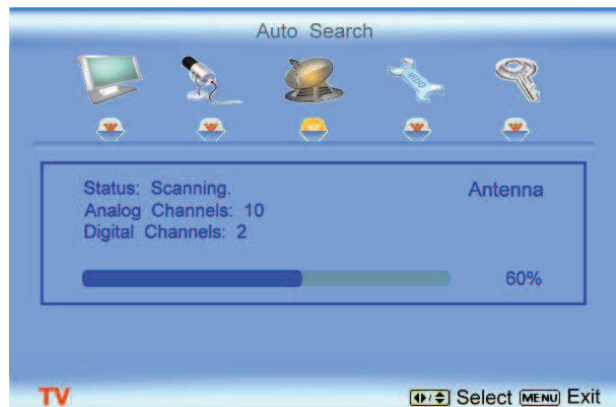 Auto Search
Status: Scanning.
Antenna
Analog Channels: 10
Digital Channels: 2
60%
TV
Select MENU Exit